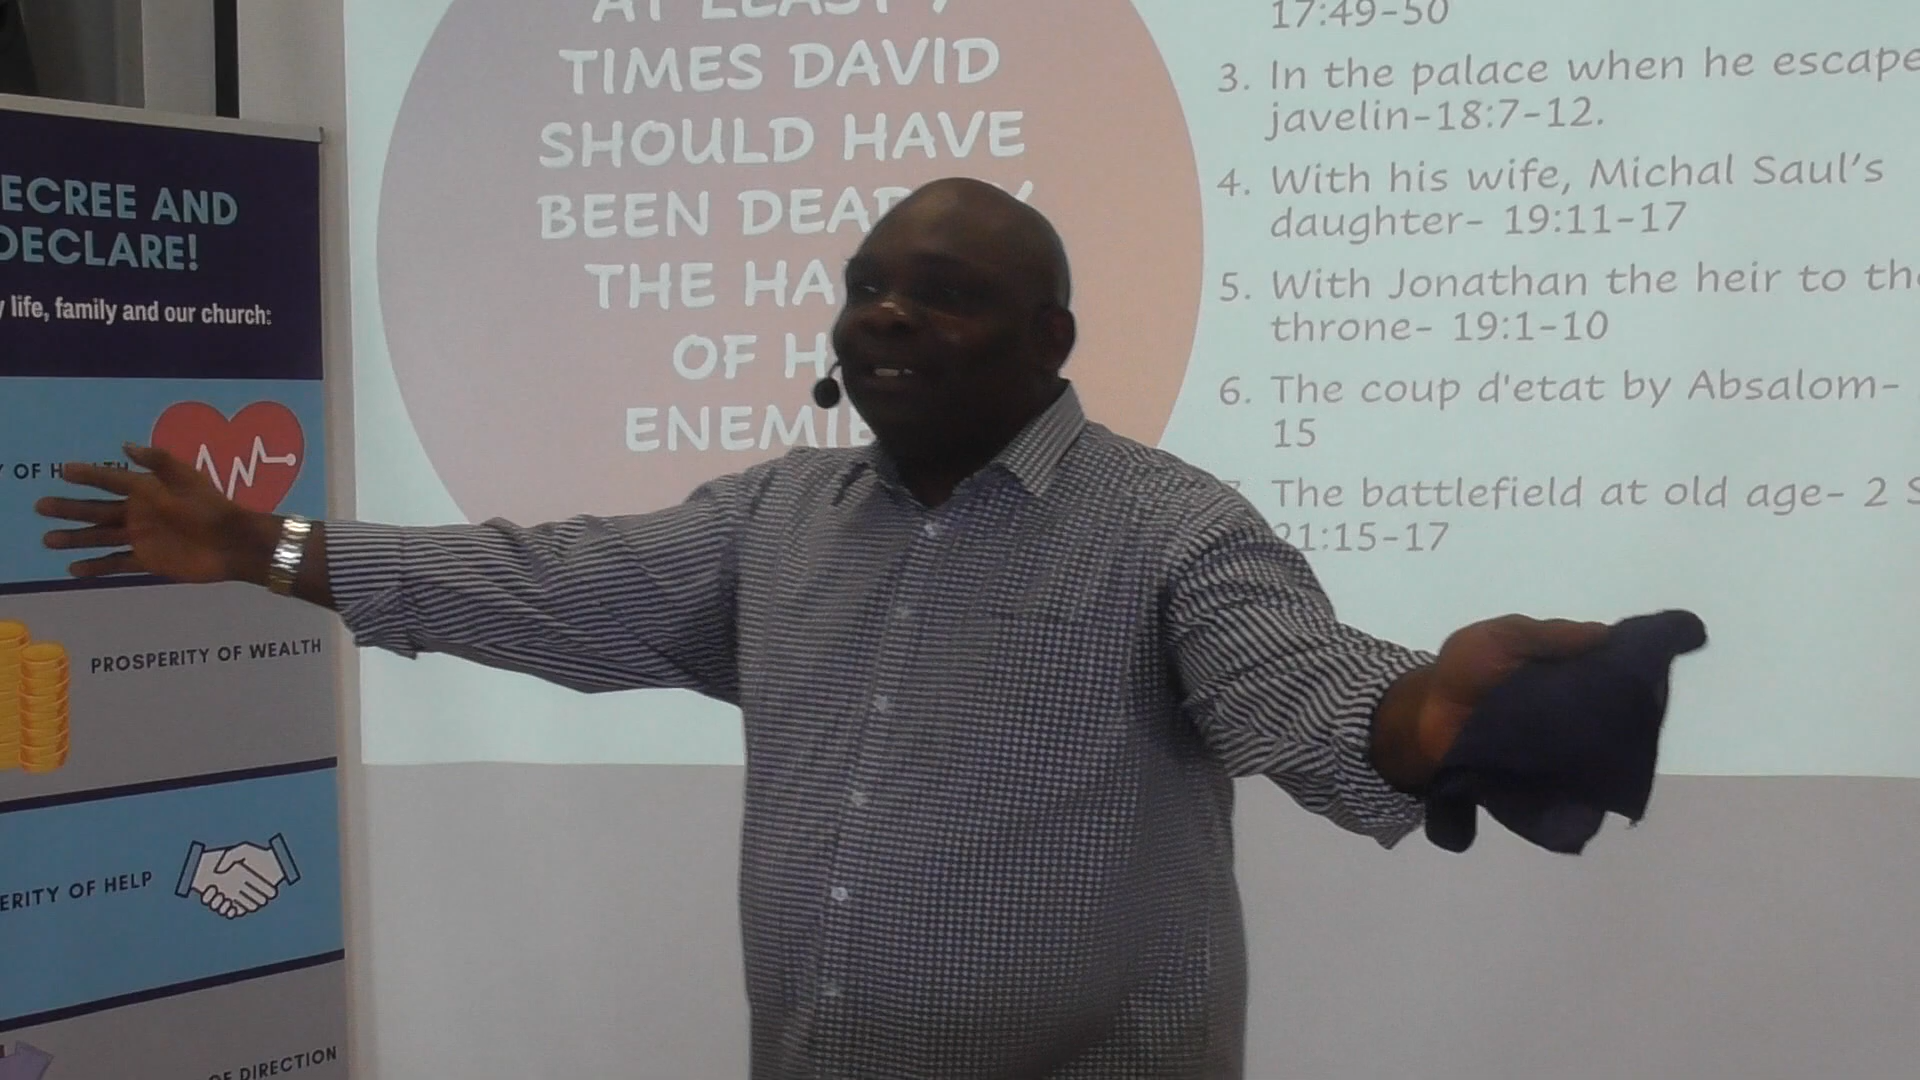 ECREE AND
DECLARE!
life, family and our church:
OF
PROSPERITY OF WEALTH
ERITY OF HELP
OF DIRECTION
AT LEAST 7
TIMES DAVID
SHOULD HAVE
BEEN
THE
OF
17:49-50
3. In the palace when he escape
javelin-18:7-12.
4. With his wife, Michal Saul's
daughter- 19:11-17
5. With Jonathan the heir to th
throne- 19:1-10
6. The coup d'etat by Absalom-
15
The battlefield at old age- 2 S
21:15-17